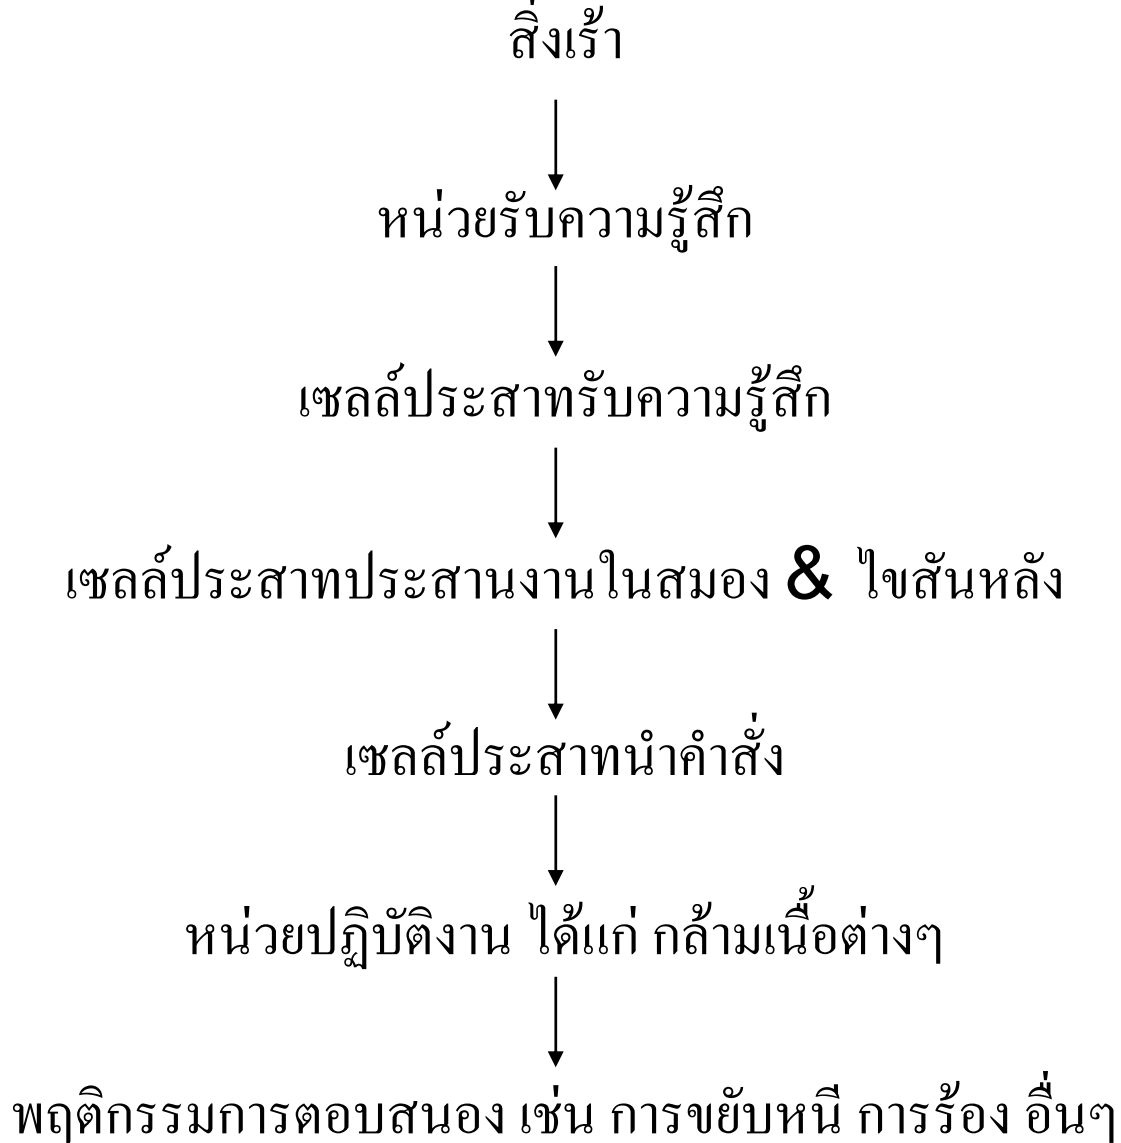 สิ่งเร้า
หน่วยรับความรู้สึก
เซลล์ประสาทรับความรู้สึก
เซลล์ประสาทประสานงานในสมอง & ไขสันหลัง
เซลล์ประสาทนำคำสั่ง
หน่วยปฏิบัติงาน ได้แก่ กล้ามเนื้อต่างๆ
พฤติกรรมการตอบสนอง เช่น การขยับหนี การร้อง อื่นๆ